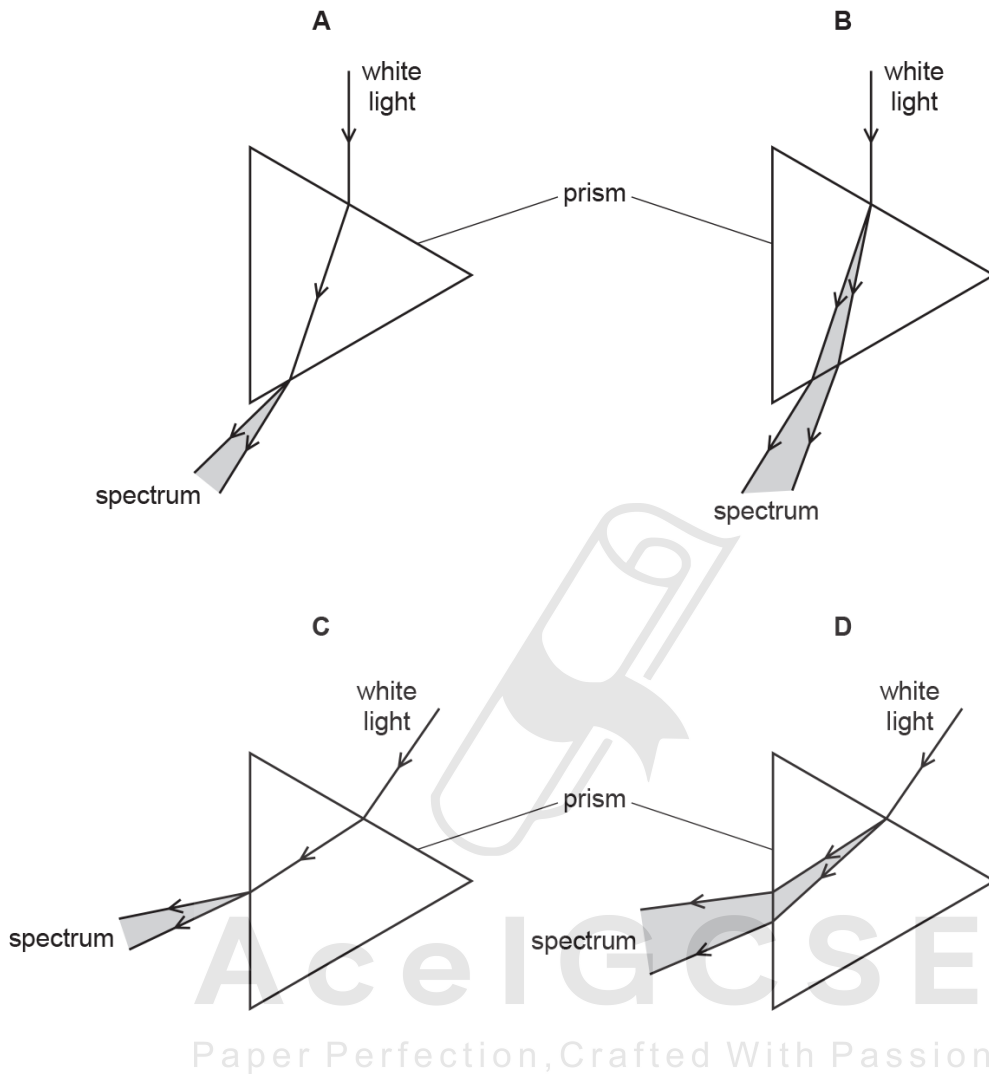 A
B
white
light
white
light
prism
spectrum
spectrum
C
D
white
light
white
light
prism
spectrum
spectrum
AceIGCSE
Paper Perfection,Crafted With Passion